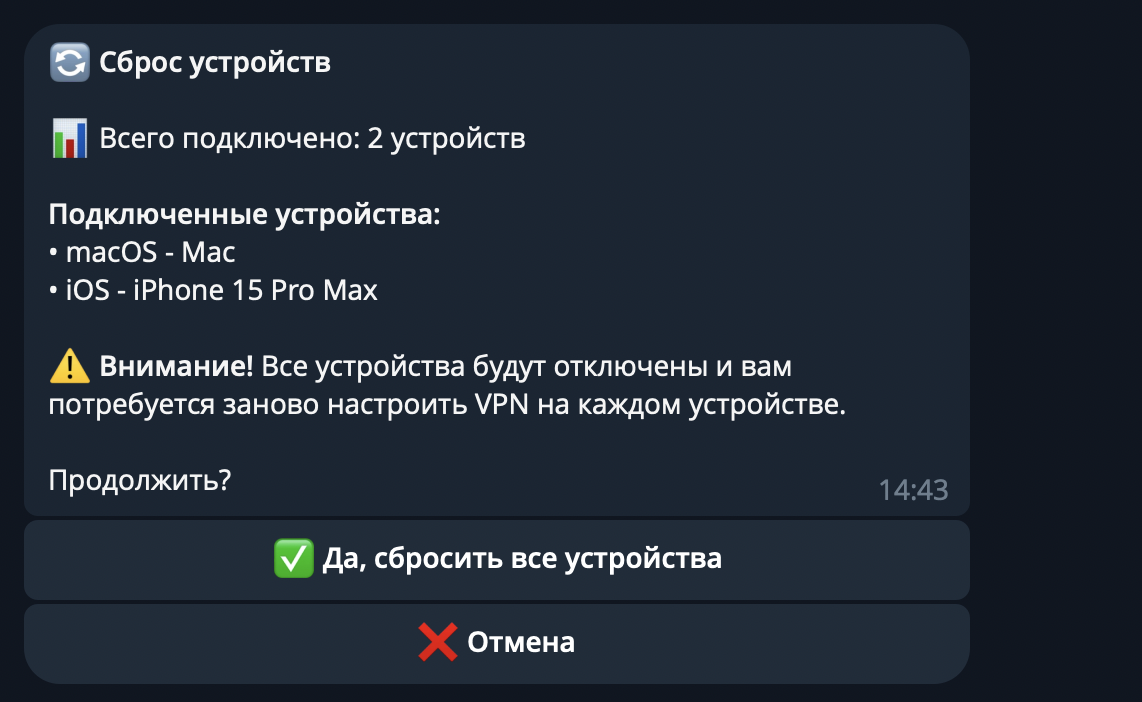 Сброс устройств
Всего подключено: 2 устройств
Подключенные устройства:
• macOS - Mac
• iOS - iPhone 15 Pro Max
Внимание! Все устройства будут отключены и вам
потребуется заново настроить VPN на каждом устройстве.
Продолжить?
14:43
Да, сбросить все устройства
Отмена